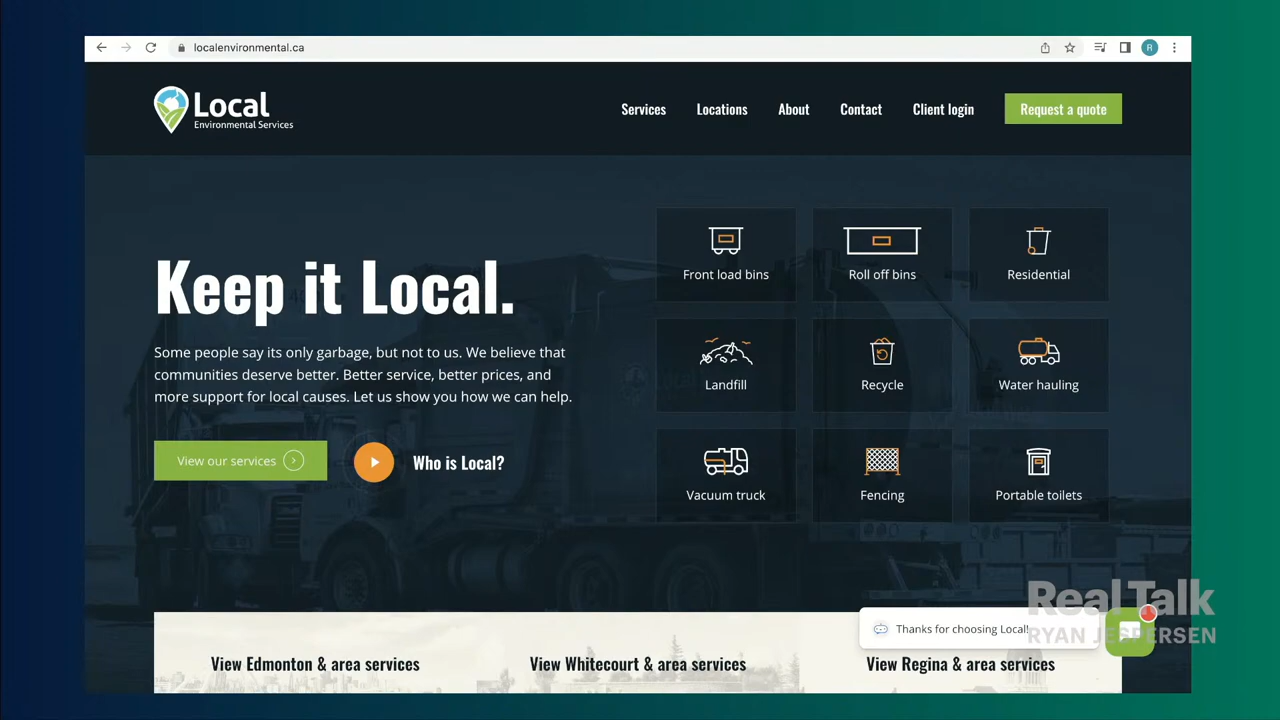 localenvironmental.ca
R
Local
Environmental Services
Services
Locations
About
Contact
Client login
Request a quote
Keep it Local.
Some people say its only garbage, but not to us. We believe that
communities deserve better. Better service, better prices, and
more support for local causes. Let us show you how we can help.
View our services
Who is Local?
Front load bins
Roll off bins
Residential
Landfill
Recycle
Water hauling
Vacuum truck
Fencing
Portable toilets
Thanks for choosing Local!
Real Talk
RYAN JESPERSEN
View Edmonton & area services
View Whitecourt & area services
View Regina & area services